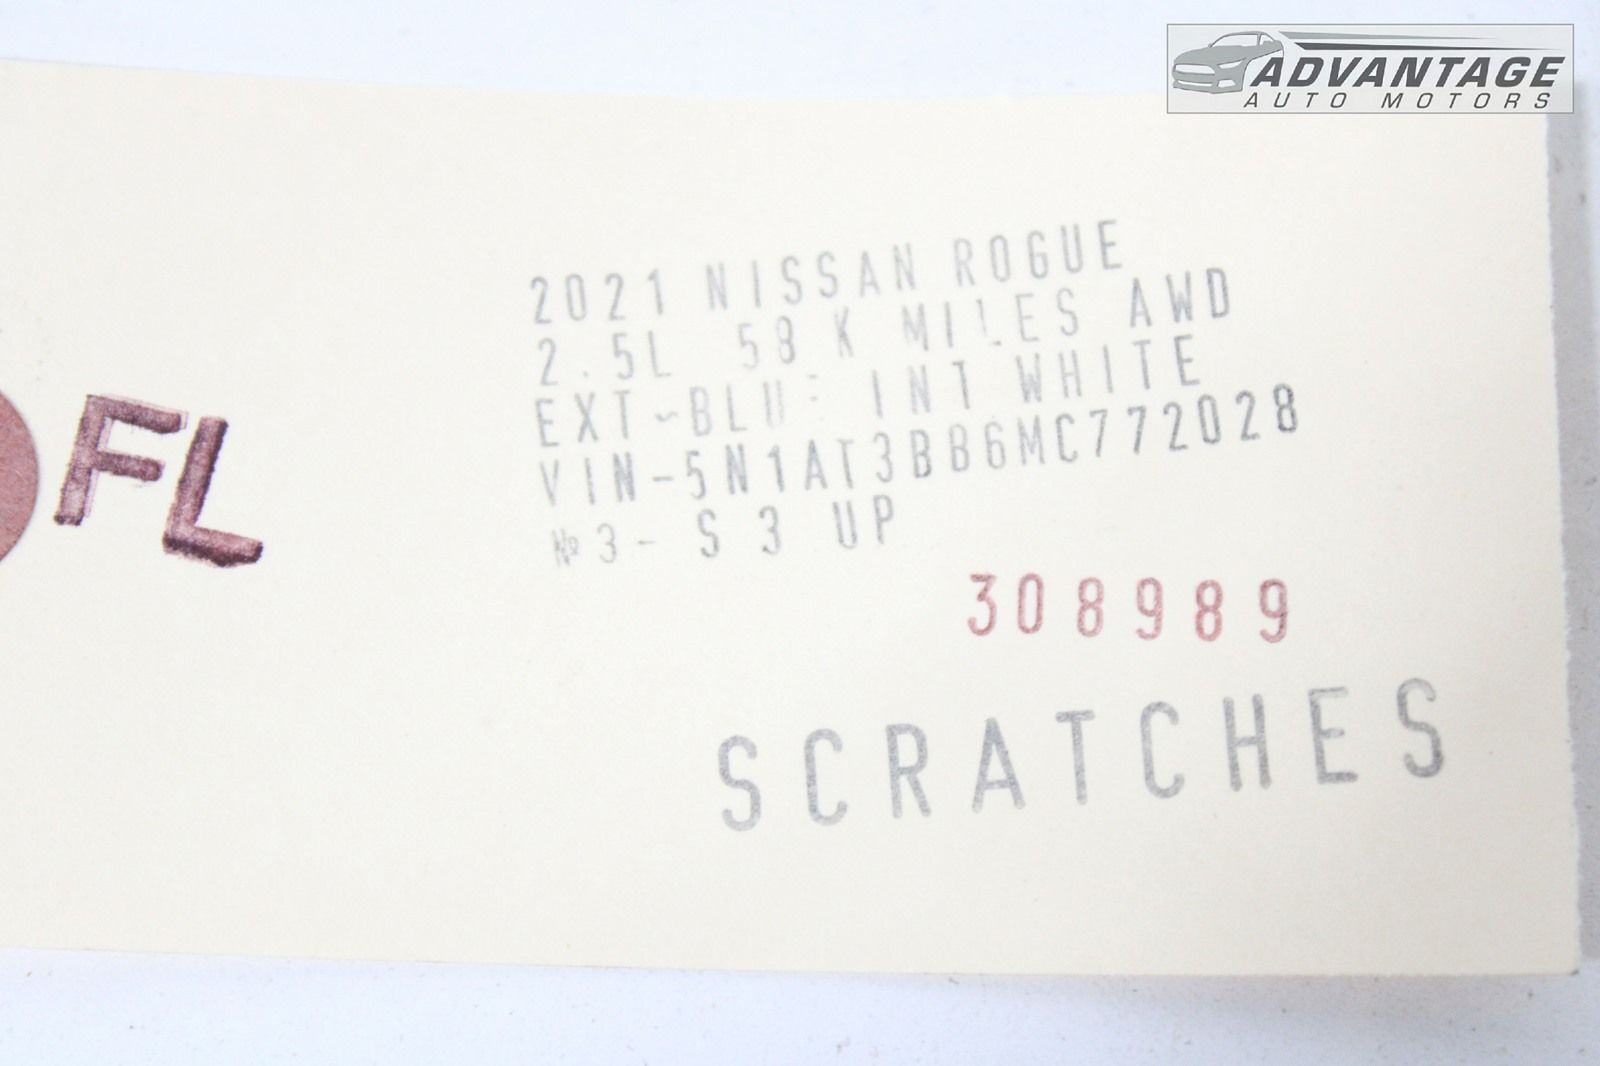 ADVANTAGE
AUTO MOTORS
2021 NISSAN ROGUE
2.5L 58 K MILES AWD
EXT-BLUE INT WHITE
VIN-5N1AT3BB6MC772028
№3- S 3 UP
FL
308989
SCRATCHES